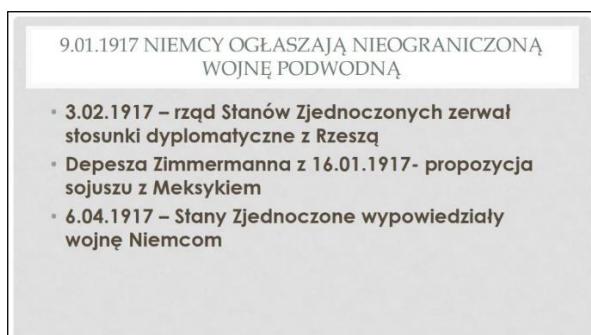 9.01.1917 NIEMCY OGŁASZAJĄ NIEOGRANICZONĄ
WOJNĘ PODWODNĄ
• 3.02.1917 – rząd Stanów Zjednoczonych zerwał
stosunki dyplomatyczne z Rzeszą
• Depesza Zimmermanna z 16.01.1917- propozycja
sojuszu z Meksykiem
• 6.04.1917 – Stany Zjednoczone wypowiedziały
wojnę Niemcom